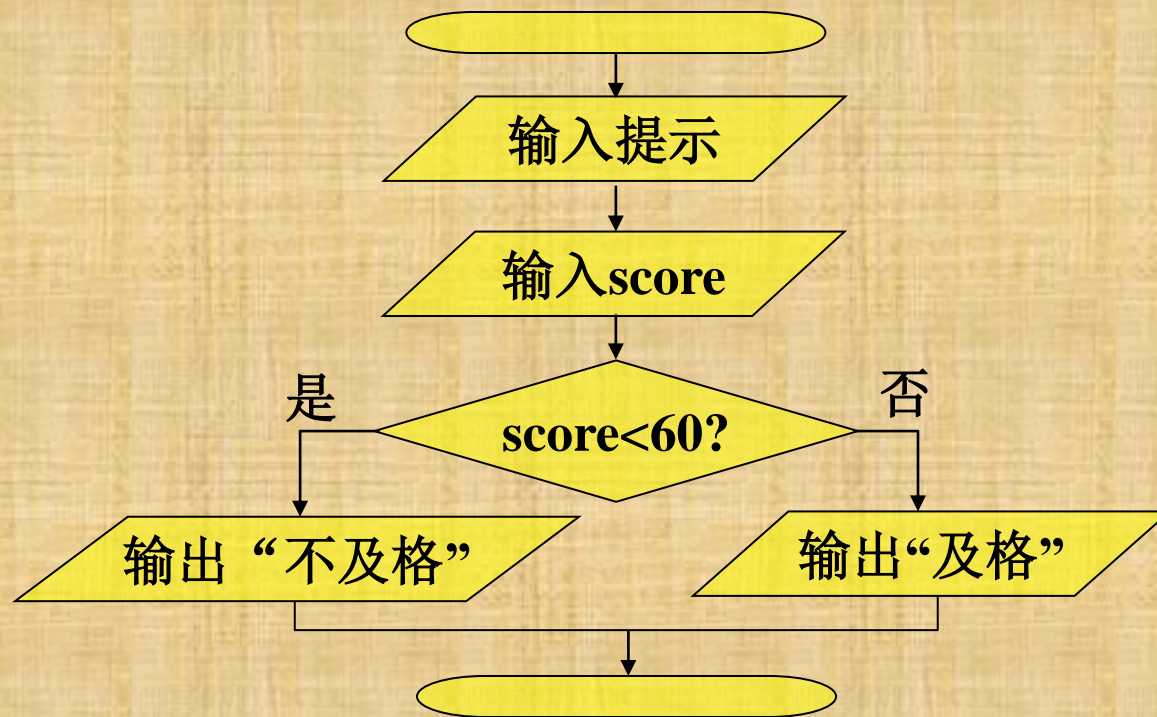 输入提示
输入score
是
否
score<60?
输出“不及格”
输出“及格”